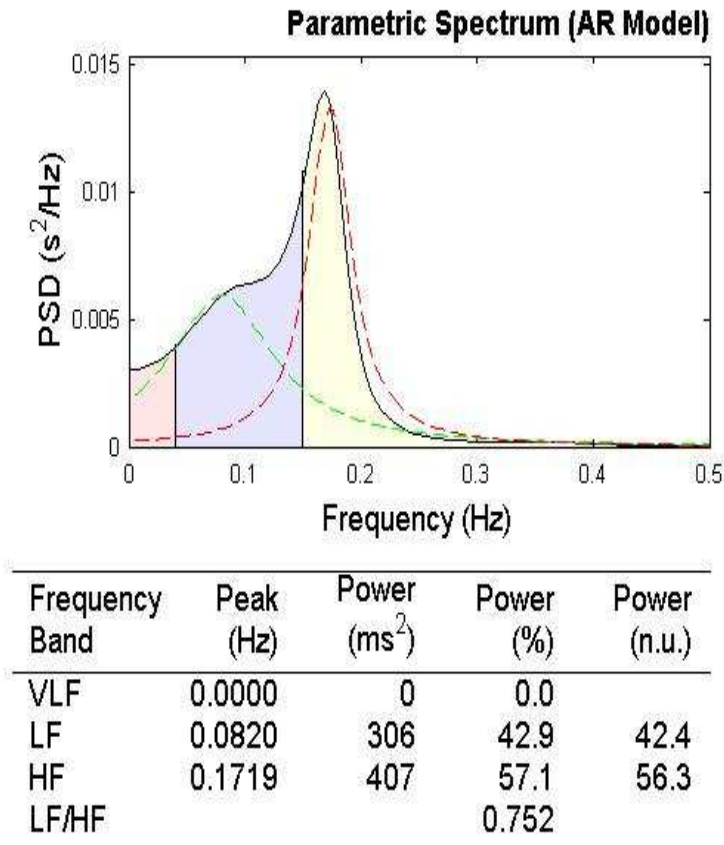 Parametric Spectrum (AR Model)
0.015
0.01
0.005
0
PSD (s²/Hz)
0 0.1 0.2 0.3 0.4 0.5
Frequency (Hz)
Frequency Band Peak (Hz) Power (ms²) Power (%) Power (n.u.)
VLF 0.0000 0 0.0
LF 0.0820 306 42.9 42.4
HF 0.1719 407 57.1 56.3
LF/HF 0.752